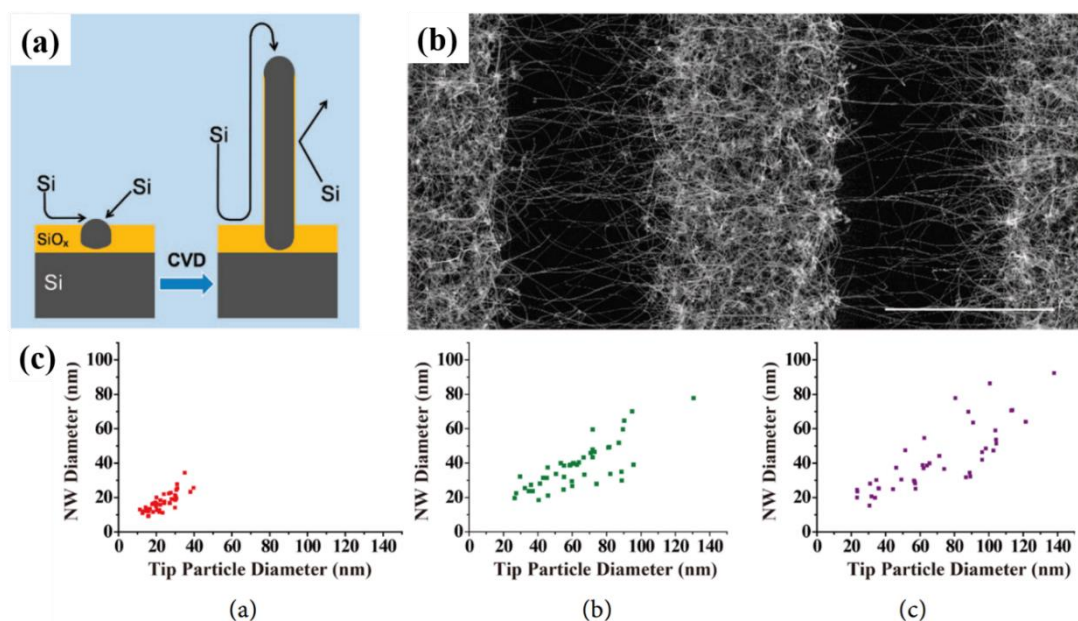 (a)
Si
Si
SiOₓ
Si
CVD
Si
Si
(b)
(c)
NW Diameter (nm)
100
80
60
40
20
0
0 20 40 60 80 100 120 140
Tip Particle Diameter (nm)
(a)
NW Diameter (nm)
100
80
60
40
20
0
0 20 40 60 80 100 120 140
Tip Particle Diameter (nm)
(b)
NW Diameter (nm)
100
80
60
40
20
0
0 20 40 60 80 100 120 140
Tip Particle Diameter (nm)
(c)